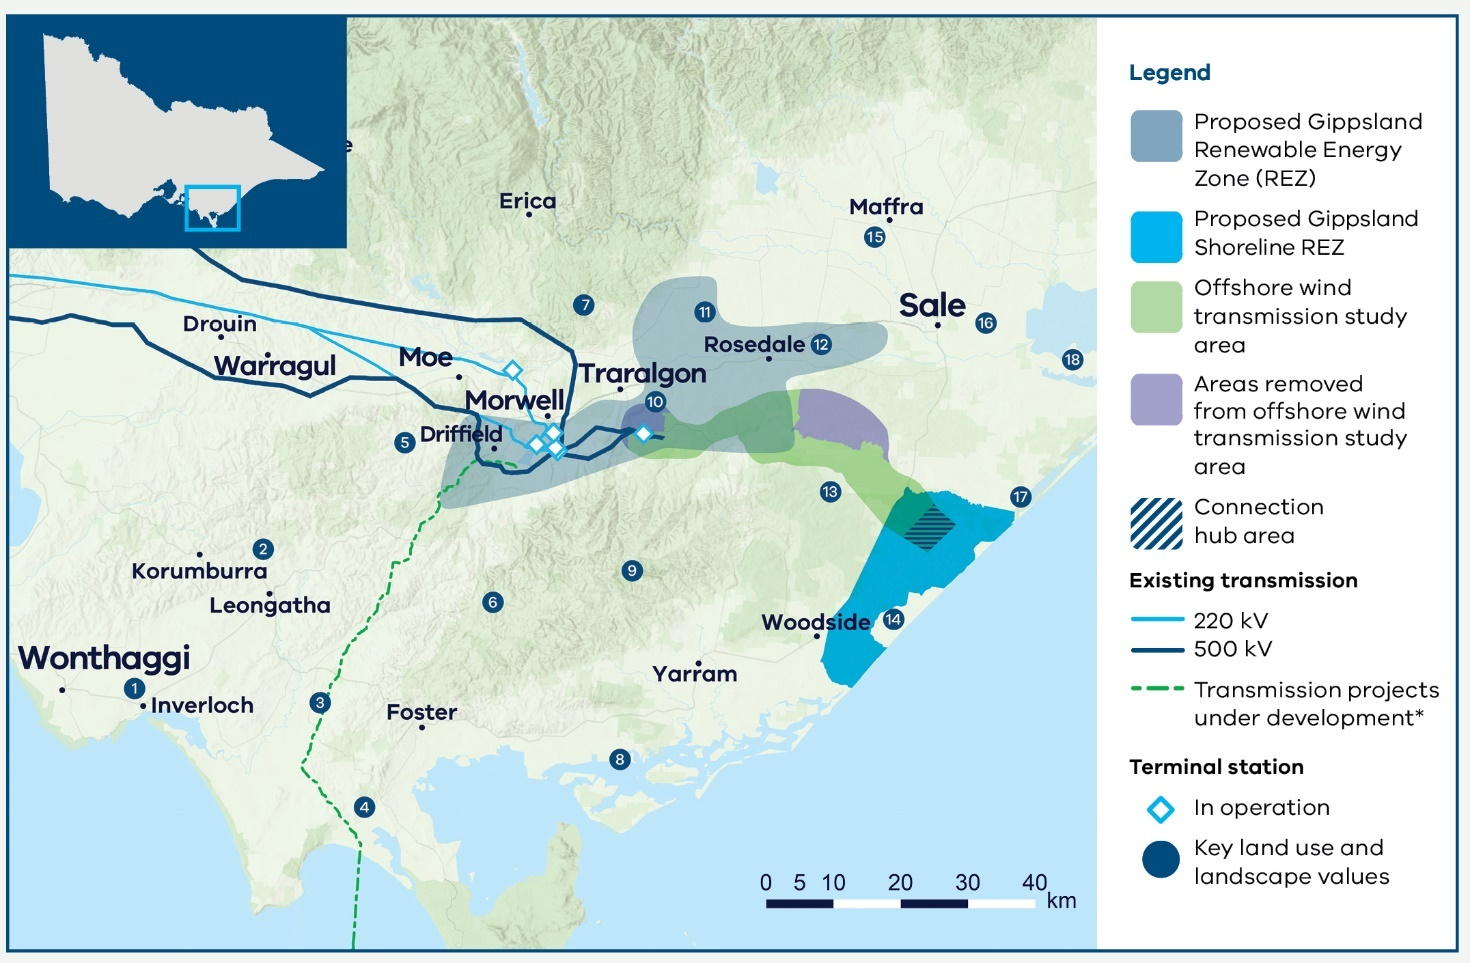 e
Erica
Maffra
15
7
11
Sale
16
Drouin
Rosedale 12
Warragul
Moe
18
Traralgon
Morwell
10
Driffield
5
13
17
2
Korumburra
9
Leongatha
6
Woodside
14
Wonthaggi
Yarram
1
Inverloch
3
Foster
8
4
0 5 10 20 30 40
km
Legend
Proposed Gippsland
Renewable Energy
Zone (REZ)
Proposed Gippsland
Shoreline REZ
Offshore wind
transmission study
area
Areas removed
from offshore wind
transmission study
area
Connection
hub area
Existing transmission
220 kV
500 kV
Transmission projects
under development*
Terminal station
In operation
Key land use and
landscape values